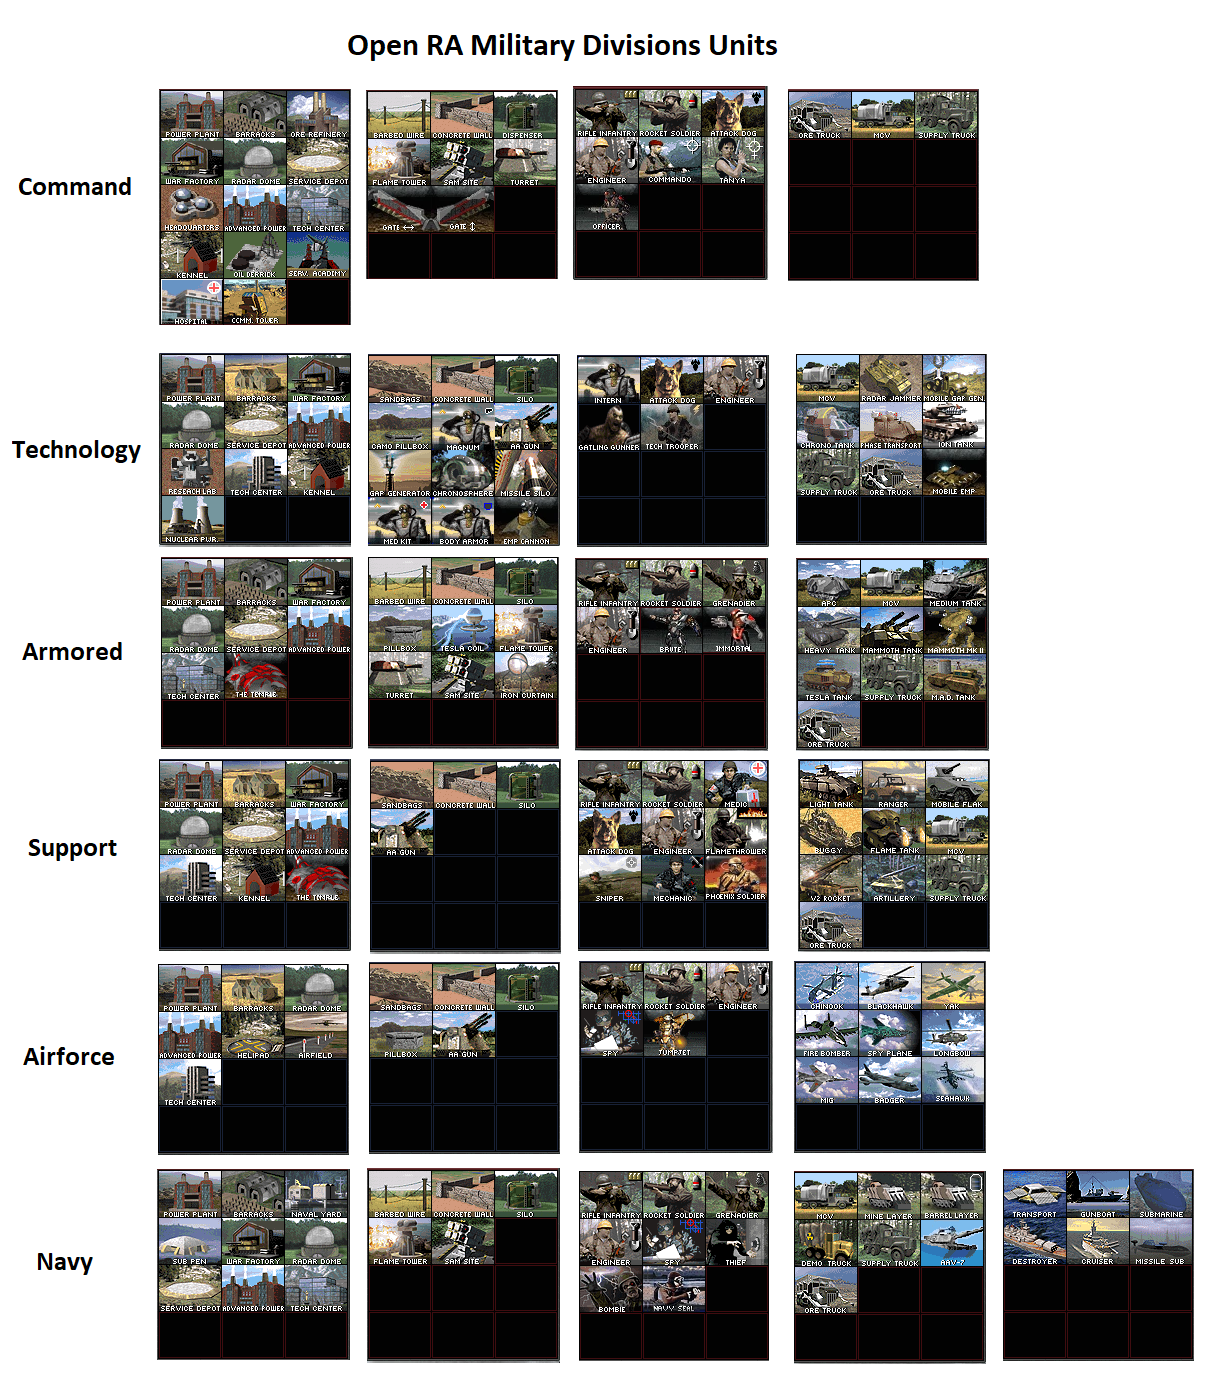 Open RA Military Divisions Units
Command
POWER PLANT BARRACKS ORE REFINERY
WAR FACTORY RADAR DOME SERVICE DEPOT
HEADQUARTERS ADVANCED POWER TECH CENTER
KENNEL OIL DERRICK SERV. ACADEMY
HOSPITAL COMM. TOWER
BARBED WIRE CONCRETE WALL DISPENSER
FLAME TOWER SAM SITE TURRET
GATE ↔ GATE ↕
RIFLE INFANTRY ROCKET SOLDIER ATTACK DOG
ENGINEER COMMANDO TANYA
OFFICER
ORE TRUCK MCV SUPPLY TRUCK
Technology
POWER PLANT BARRACKS WAR FACTORY
RADAR DOME SERVICE DEPOT ADVANCED POWER
RESEACH LAB TECH CENTER KENNEL
NUCLEAR PWR.
SANDBAGS CONCRETE WALL SILO
CAMO PILLBOX MAGNUM AA GUN
GAP GENERATOR CHRONOSPHERE MISSILE SILO
MED KIT BODY ARMOR EMP CANNON
INTERN ATTACK DOG ENGINEER
GATLING GUNNER TECH TROOPER
MCV RADAR JAMMER MOBILE GAP GEN.
CHRONO TANK PHASE TRANSPORT ION TANK
SUPPLY TRUCK ORE TRUCK MOBILE EMP
Armored
POWER PLANT BARRACKS WAR FACTORY
RADAR DOME SERVICE DEPOT ADVANCED POWER
TECH CENTER THE TEMPLE
BARBED WIRE CONCRETE WALL SILO
PILLBOX TESLA COIL FLAME TOWER
TURRET SAM SITE IRON CURTAIN
RIFLE INFANTRY ROCKET SOLDIER GRENADIER
ENGINEER BRUTE IMMORTAL
APC MCV MEDIUM TANK
HEAVY TANK MAMMOTH TANK MAMMOTH MK II
TESLA TANK SUPPLY TRUCK M.A.D. TANK
ORE TRUCK
Support
POWER PLANT BARRACKS WAR FACTORY
RADAR DOME SERVICE DEPOT ADVANCED POWER
TECH CENTER KENNEL THE TEMPLE
SANDBAGS CONCRETE WALL SILO
AA GUN
RIFLE INFANTRY ROCKET SOLDIER MEDIC
ATTACK DOG ENGINEER FLAMETHROWER
SNIPER MECHANIC PHOENIX SOLDIER
LIGHT TANK RANGER MOBILE FLAK
BUGGY FLAME TANK MCV
V2 ROCKET ARTILLERY SUPPLY TRUCK
ORE TRUCK
Airforce
POWER PLANT BARRACKS RADAR DOME
ADVANCED POWER HELIPAD AIRFIELD
TECH CENTER
SANDBAGS CONCRETE WALL SILO
PILLBOX AA GUN
RIFLE INFANTRY ROCKET SOLDIER ENGINEER
SPY JUMPJET
CHINOOK BLACKHAWK YAK
FIRE BOMBER SPY PLANE LONGBOW
MIG BADGER SEAHAWK
Navy
POWER PLANT BARRACKS NAVAL YARD
SUB PEN WAR FACTORY RADAR DOME
SERVICE DEPOT ADVANCED POWER TECH CENTER
BARBED WIRE CONCRETE WALL SILO
FLAME TOWER SAM SITE
RIFLE INFANTRY ROCKET SOLDIER GRENADIER
ENGINEER SPY THIEF
BOMBIE NAVY SEAL
MCV MINE LAYER BARREL LAYER
DEMO TRUCK SUPPLY TRUCK AAV-7
ORE TRUCK
TRANSPORT GUNBOAT SUBMARINE
DESTROYER CRUISER MISSILE SUB